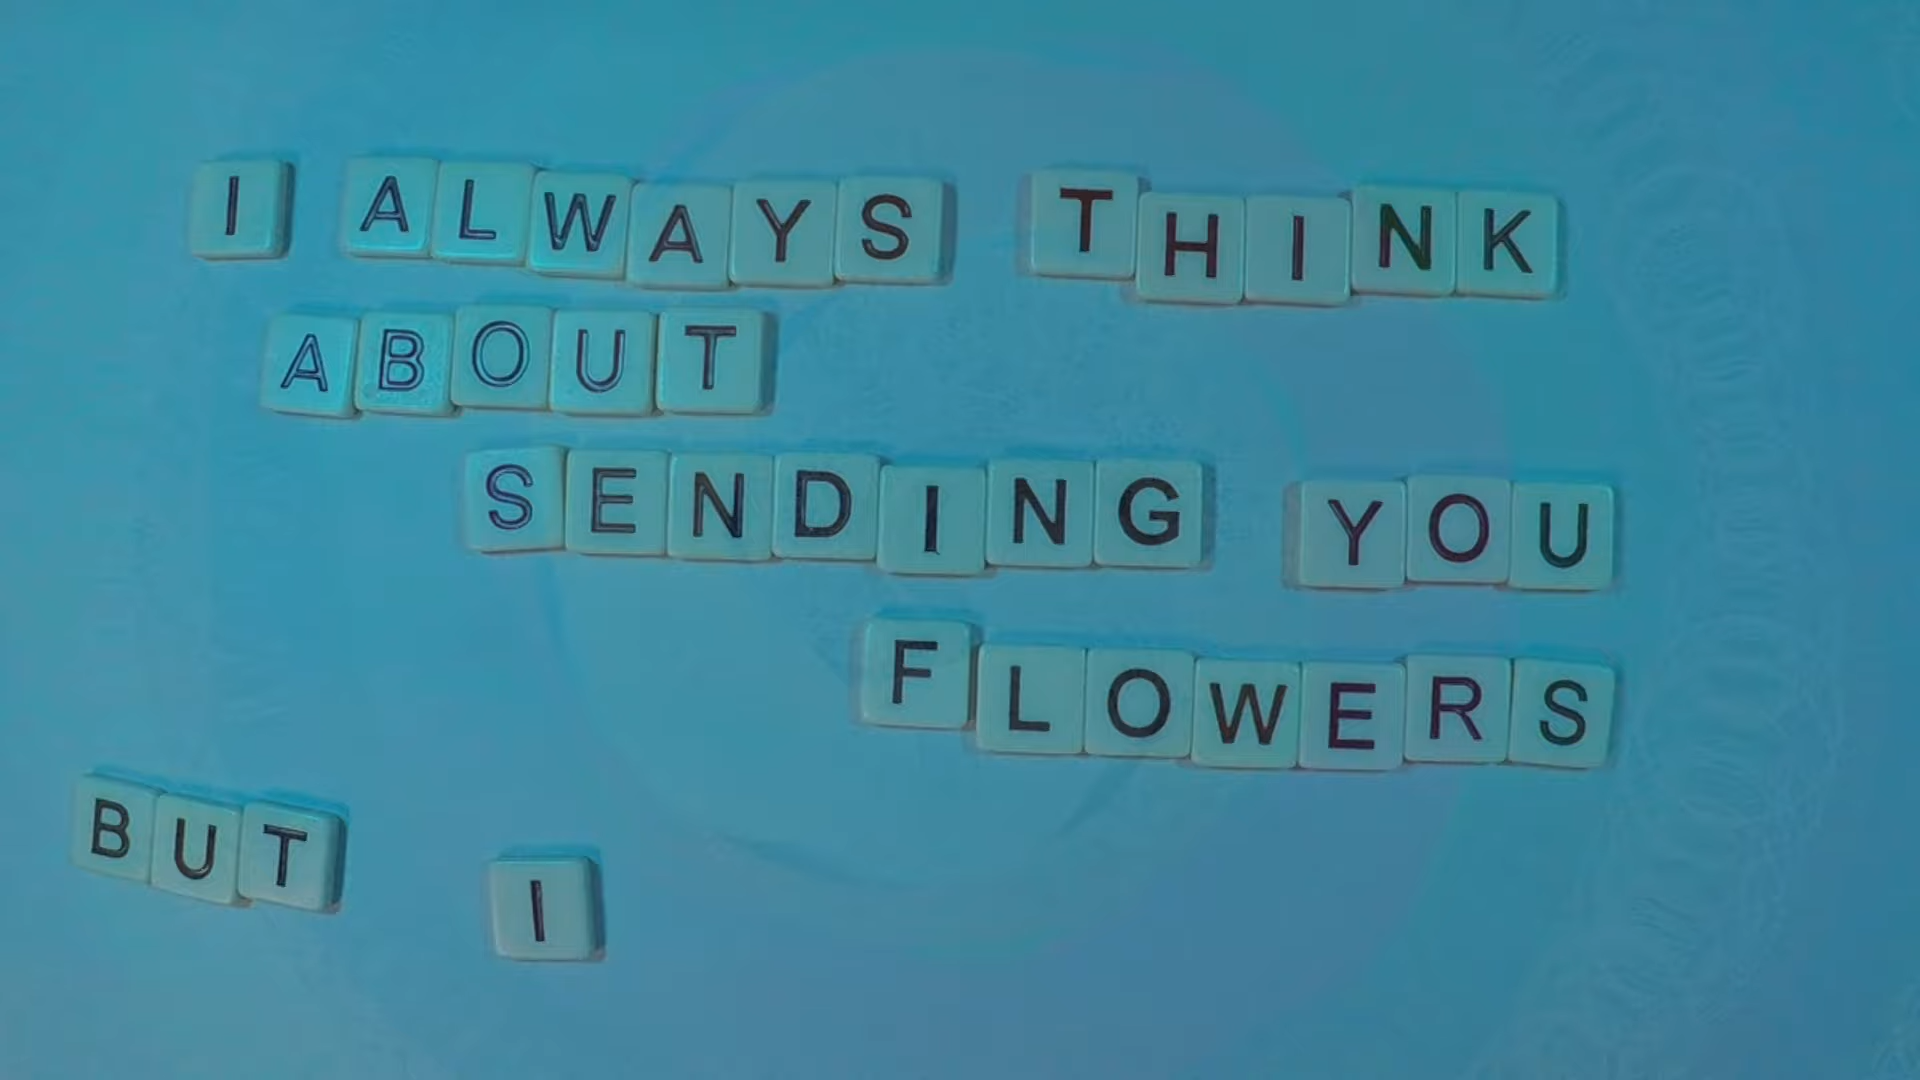 I ALWAYS THINK
ABOUT
SENDING YOU
FLOWERS
BUT I